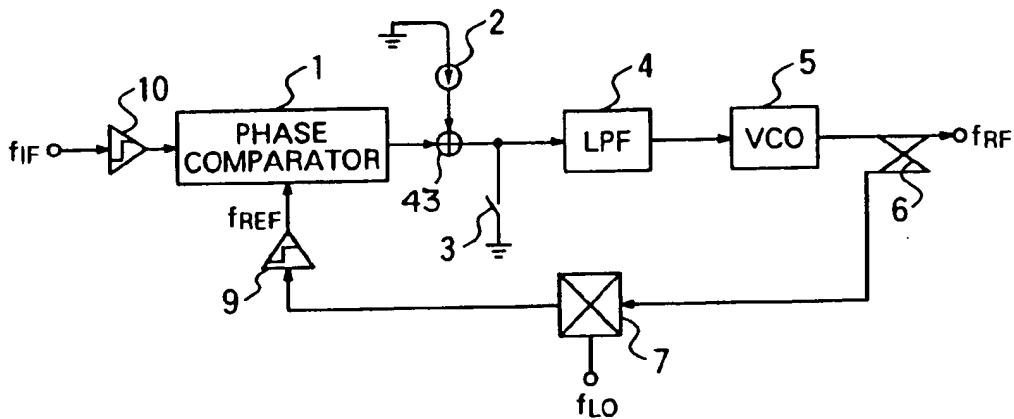 2
1
4
5
10
PHASE
COMPARATOR
LPF
VCO
fIF
fRF
43
6
fREF
3
9
7
fLO